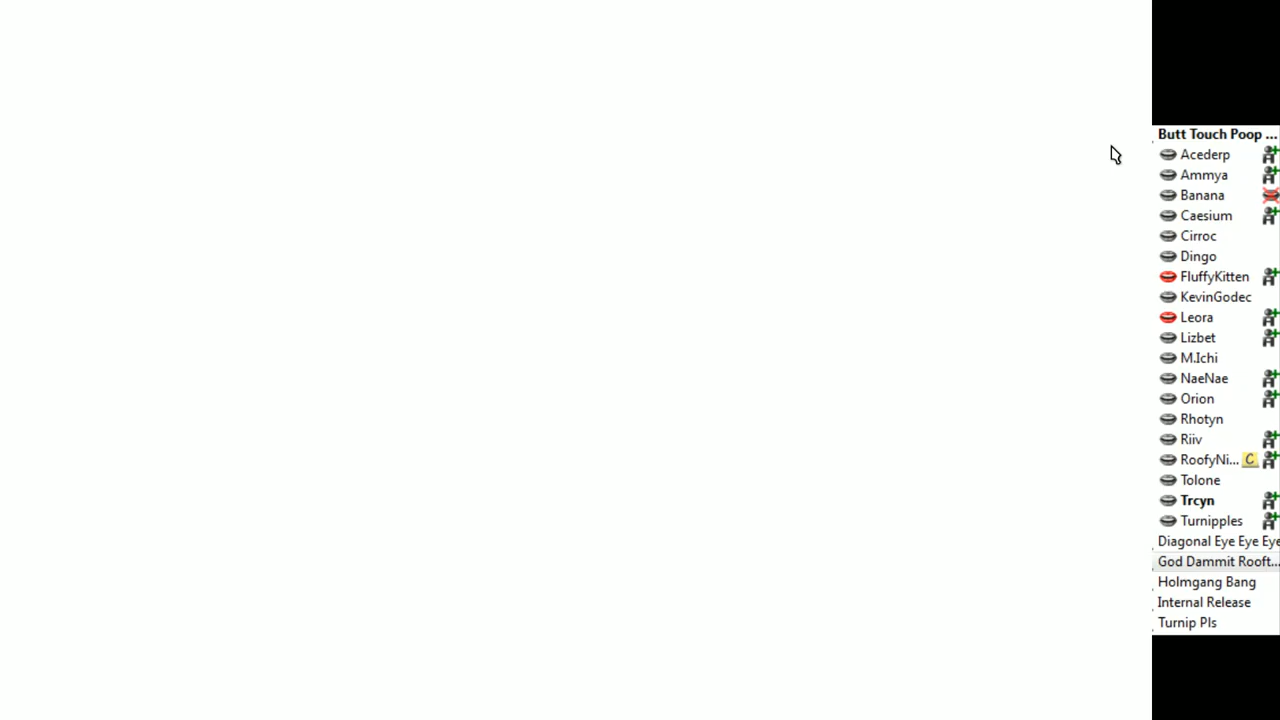 Butt Touch Poop ...
Acederp
Ammya
Banana
Caesium
Cirroc
Dingo
FluffyKitten
KevinGodec
Leora
Lizbet
M.Ichi
NaeNae
Orion
Rhotyn
Riiv
RoofyNi... C
Tolone
Trcyn
Turnipples
Diagonal Eye Eye Eye
God Dammit Rooft...
Holmgang Bang
Internal Release
Turnip Pls